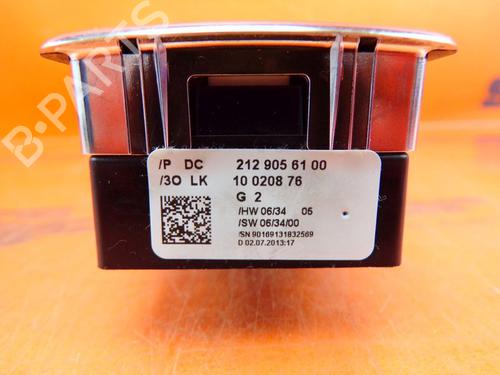 B-PARTS
/P DC 212 905 61 00
/3O LK 10 0208 76
G 2
/HW 06/34 05
/SW 06/34/00
/SN 90169131832569
D 02.07.2013:17